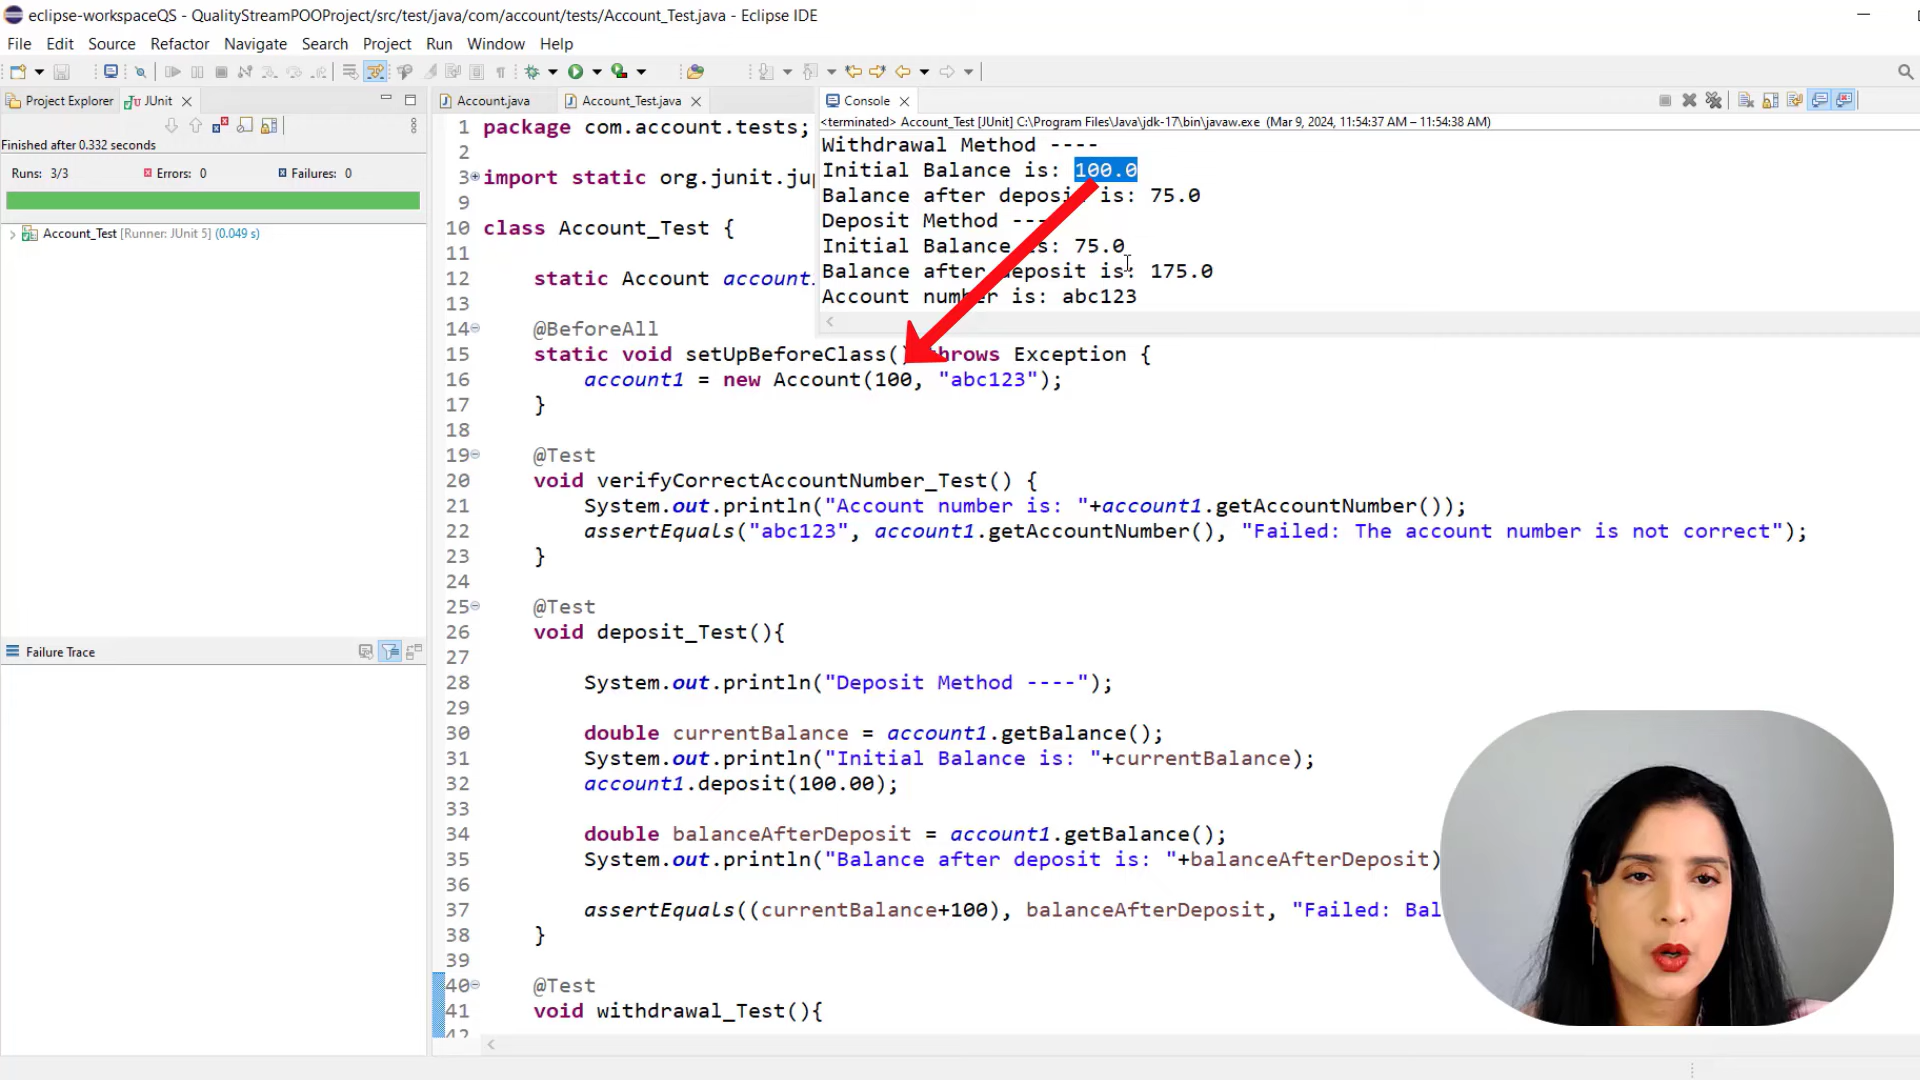 eclipse-workspaceQS - QualityStreamPOOProject/src/test/java/com/account/tests/Account_Test.java - Eclipse IDE
File Edit Source Refactor Navigate Search Project Run Window Help
Project Explorer JUnit
Finished after 0.332 seconds
Runs: 3/3 Errors: 0 Failures: 0
Account_Test [Runner: JUnit 5] (0.049 s)
Failure Trace
Account.java Account_Test.java
1 package com.account.tests;
2
3 import static org.junit.jup
9
10 class Account_Test {
11
12 static Account account
13
14 @BeforeAll
15 static void setUpBeforeClass() throws Exception {
16 account1 = new Account(100, "abc123");
17 }
18
19 @Test
20 void verifyCorrectAccountNumber_Test() {
21 System.out.println("Account number is: "+account1.getAccountNumber());
22 assertEquals("abc123", account1.getAccountNumber(), "Failed: The account number is not correct");
23 }
24
25 @Test
26 void deposit_Test(){
27
28 System.out.println("Deposit Method ----");
29
30 double currentBalance = account1.getBalance();
31 System.out.println("Initial Balance is: "+currentBalance);
32 account1.deposit(100.00);
33
34 double balanceAfterDeposit = account1.getBalance();
35 System.out.println("Balance after deposit is: "+balanceAfterDeposit)
36
37 assertEquals((currentBalance+100), balanceAfterDeposit, "Failed: Bal
38 }
39
40 @Test
41 void withdrawal_Test(){
42
Console
<terminated> Account_Test [JUnit] C:\Program Files\Java\jdk-17\bin\javaw.exe (Mar 9, 2024, 11:54:37 AM – 11:54:38 AM)
Withdrawal Method ----
Initial Balance is: 100.0
Balance after deposit is: 75.0
Deposit Method ----
Initial Balance is: 75.0
Balance after deposit is: 175.0
Account number is: abc123